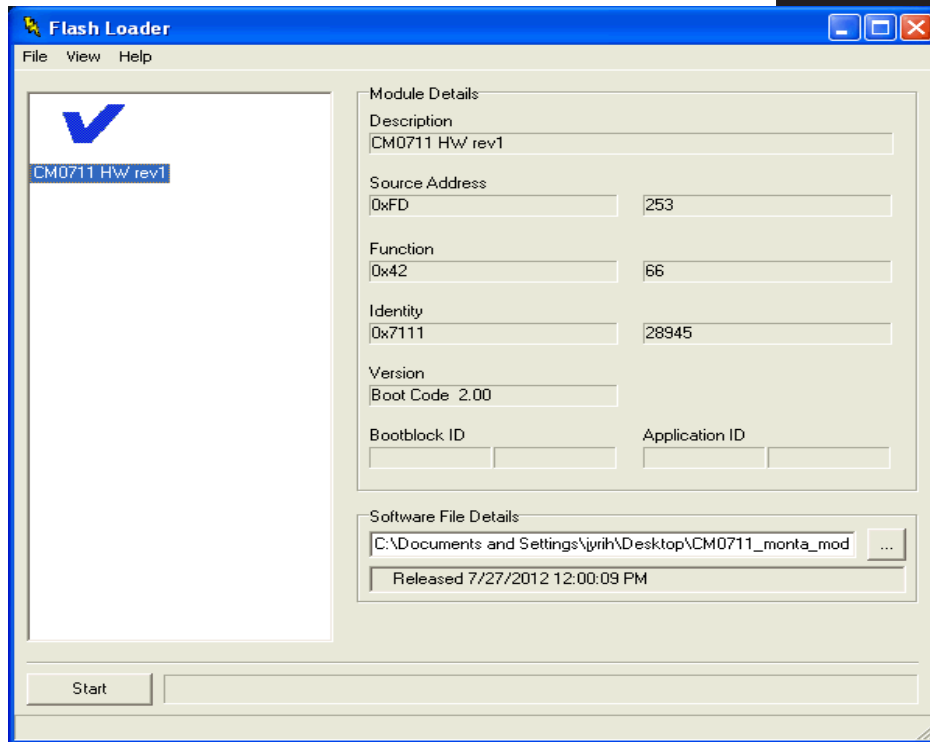 Flash Loader
File View Help
CM0711 HW rev1
Module Details
Description
CM0711 HW rev1
Source Address
0xFD 253
Function
0x42 66
Identity
0x7111 28945
Version
Boot Code 2.00
Bootblock ID Application ID
Software File Details
C:\Documents and Settings\jyrih\Desktop\CM0711_monta_mod ...
Released 7/27/2012 12:00:09 PM
Start